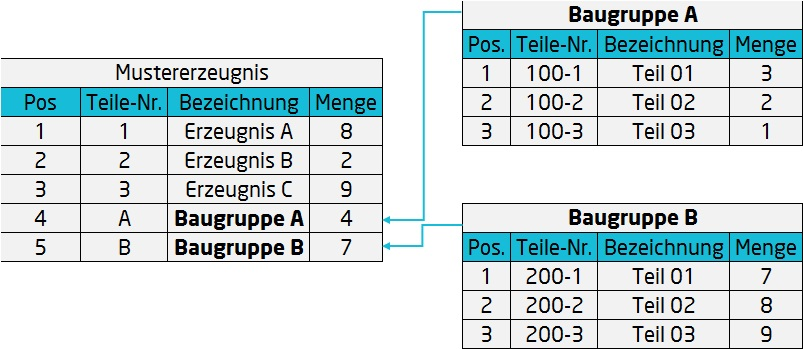 Mustererzeugnis
Pos Teile-Nr. Bezeichnung Menge
1 1 Erzeugnis A 8
2 2 Erzeugnis B 2
3 3 Erzeugnis C 9
4 A Baugruppe A 4
5 B Baugruppe B 7
Baugruppe A
Pos. Teile-Nr. Bezeichnung Menge
1 100-1 Teil 01 3
2 100-2 Teil 02 2
3 100-3 Teil 03 1
Baugruppe B
Pos. Teile-Nr. Bezeichnung Menge
1 200-1 Teil 01 7
2 200-2 Teil 02 8
3 200-3 Teil 03 9